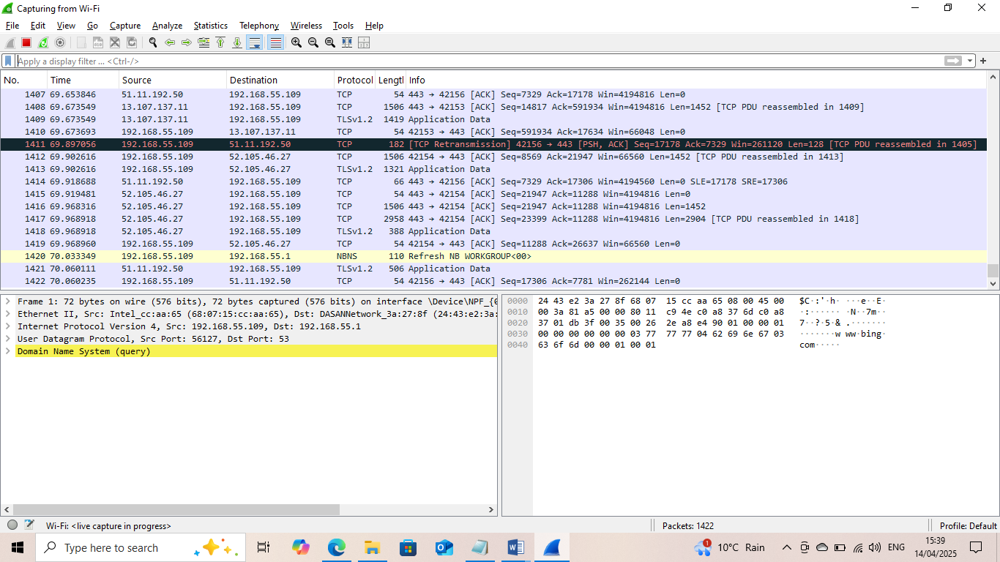 Capturing from Wi-Fi
File Edit View Go Capture Analyze Statistics Telephony Wireless Tools Help
Apply a display filter ... <Ctrl-/>
No. Time Source Destination Protocol Lengtl Info
1407 69.653846 51.11.192.50 192.168.55.109 TCP 54 443 → 42156 [ACK] Seq=7329 Ack=17178 Win=4194816 Len=0
1408 69.673549 13.107.137.11 192.168.55.109 TCP 1506 443 → 42153 [ACK] Seq=14817 Ack=591934 Win=4194816 Len=1452 [TCP PDU reassembled in 1409]
1409 69.673549 13.107.137.11 192.168.55.109 TLSv1.2 1419 Application Data
1410 69.673693 192.168.55.109 13.107.137.11 TCP 54 42153 → 443 [ACK] Seq=591934 Ack=17634 Win=66048 Len=0
1411 69.897056 192.168.55.109 51.11.192.50 TCP 182 [TCP Retransmission] 42156 → 443 [PSH, ACK] Seq=17178 Ack=7329 Win=261120 Len=128 [TCP PDU reassembled in 1405]
1412 69.902616 192.168.55.109 52.105.46.27 TCP 1506 42154 → 443 [ACK] Seq=8569 Ack=21947 Win=66560 Len=1452 [TCP PDU reassembled in 1413]
1413 69.902616 192.168.55.109 52.105.46.27 TLSv1.2 1321 Application Data
1414 69.918688 51.11.192.50 192.168.55.109 TCP 66 443 → 42156 [ACK] Seq=7329 Ack=17306 Win=4194560 Len=0 SLE=17178 SRE=17306
1415 69.919481 52.105.46.27 192.168.55.109 TCP 54 443 → 42154 [ACK] Seq=21947 Ack=11288 Win=4194816 Len=0
1416 69.968316 52.105.46.27 192.168.55.109 TCP 1506 443 → 42154 [ACK] Seq=21947 Ack=11288 Win=4194816 Len=1452
1417 69.968918 52.105.46.27 192.168.55.109 TCP 2958 443 → 42154 [ACK] Seq=23399 Ack=11288 Win=4194816 Len=2904 [TCP PDU reassembled in 1418]
1418 69.968918 52.105.46.27 192.168.55.109 TLSv1.2 388 Application Data
1419 69.968960 192.168.55.109 52.105.46.27 TCP 54 42154 → 443 [ACK] Seq=11288 Ack=26637 Win=66560 Len=0
1420 70.033349 192.168.55.109 192.168.55.1 NBNS 110 Refresh NB WORKGROUP<00>
1421 70.060111 51.11.192.50 192.168.55.109 TLSv1.2 506 Application Data
1422 70.060235 192.168.55.109 51.11.192.50 TCP 54 42156 → 443 [ACK] Seq=17306 Ack=7781 Win=262144 Len=0
Frame 1: 72 bytes on wire (576 bits), 72 bytes captured (576 bits) on interface \Device\NPF_{
Ethernet II, Src: Intel_cc:aa:65 (68:07:15:cc:aa:65), Dst: DASANNetwork_3a:27:8f (24:43:e2:3a:
Internet Protocol Version 4, Src: 192.168.55.109, Dst: 192.168.55.1
User Datagram Protocol, Src Port: 56127, Dst Port: 53
Domain Name System (query)
0000 24 43 e2 3a 27 8f 68 07 15 cc aa 65 08 00 45 00 $C·:'·h· ···e··E·
0010 00 3a 81 a5 00 00 80 11 c9 4e c0 a8 37 6d c0 a8 ·:······ ·N··7m··
0020 37 01 db 3f 00 35 00 26 2e a8 e4 90 01 00 00 01 7··?·5·& .·······
0030 00 00 00 00 00 00 03 77 77 77 04 62 69 6e 67 03 ·······w ww·bing·
0040 63 6f 6d 00 00 01 00 01 com·····
Wi-Fi: <live capture in progress> Packets: 1422 Profile: Default
Type here to search 1 10°C Rain ENG 15:39
14/04/2025